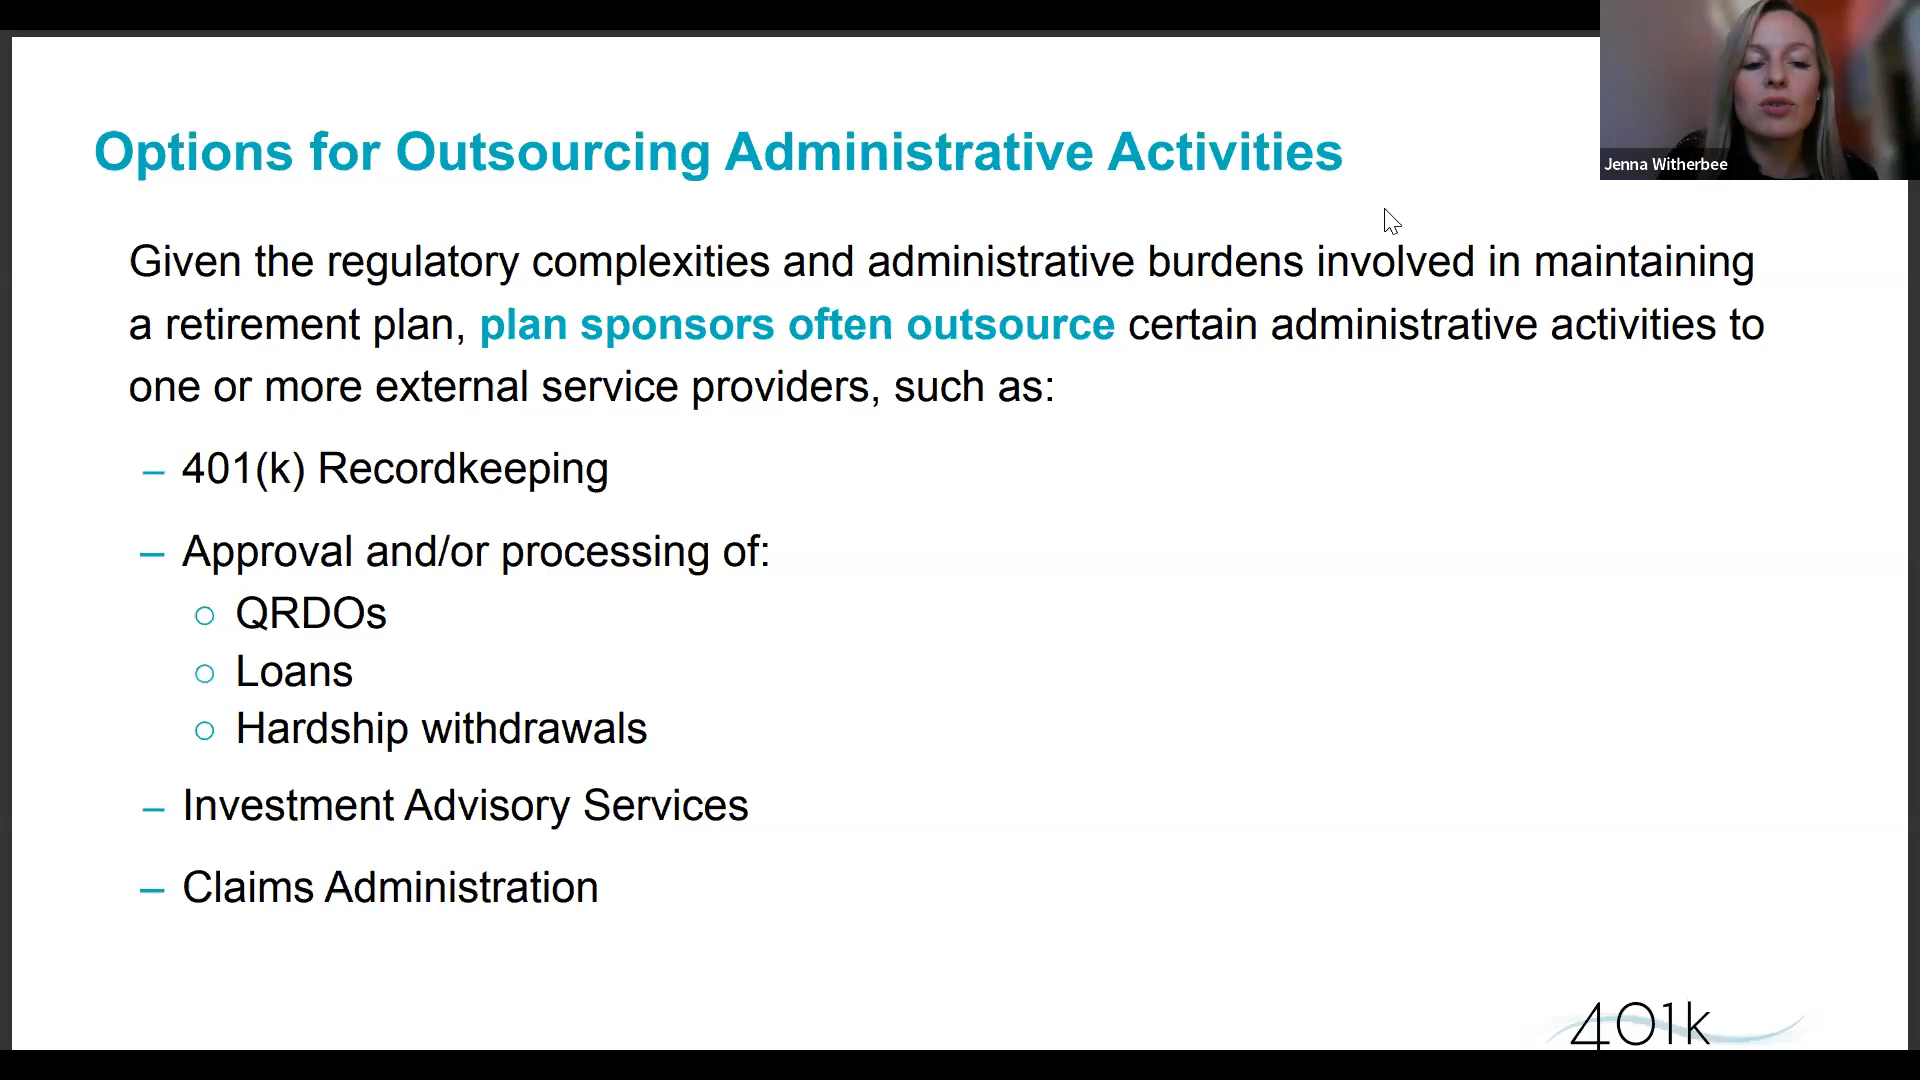 Jenna Witherbee
Options for Outsourcing Administrative Activities
Given the regulatory complexities and administrative burdens involved in maintaining
a retirement plan, plan sponsors often outsource certain administrative activities to
one or more external service providers, such as:
– 401(k) Recordkeeping
– Approval and/or processing of:
○ QRDOs
○ Loans
○ Hardship withdrawals
– Investment Advisory Services
– Claims Administration
401k